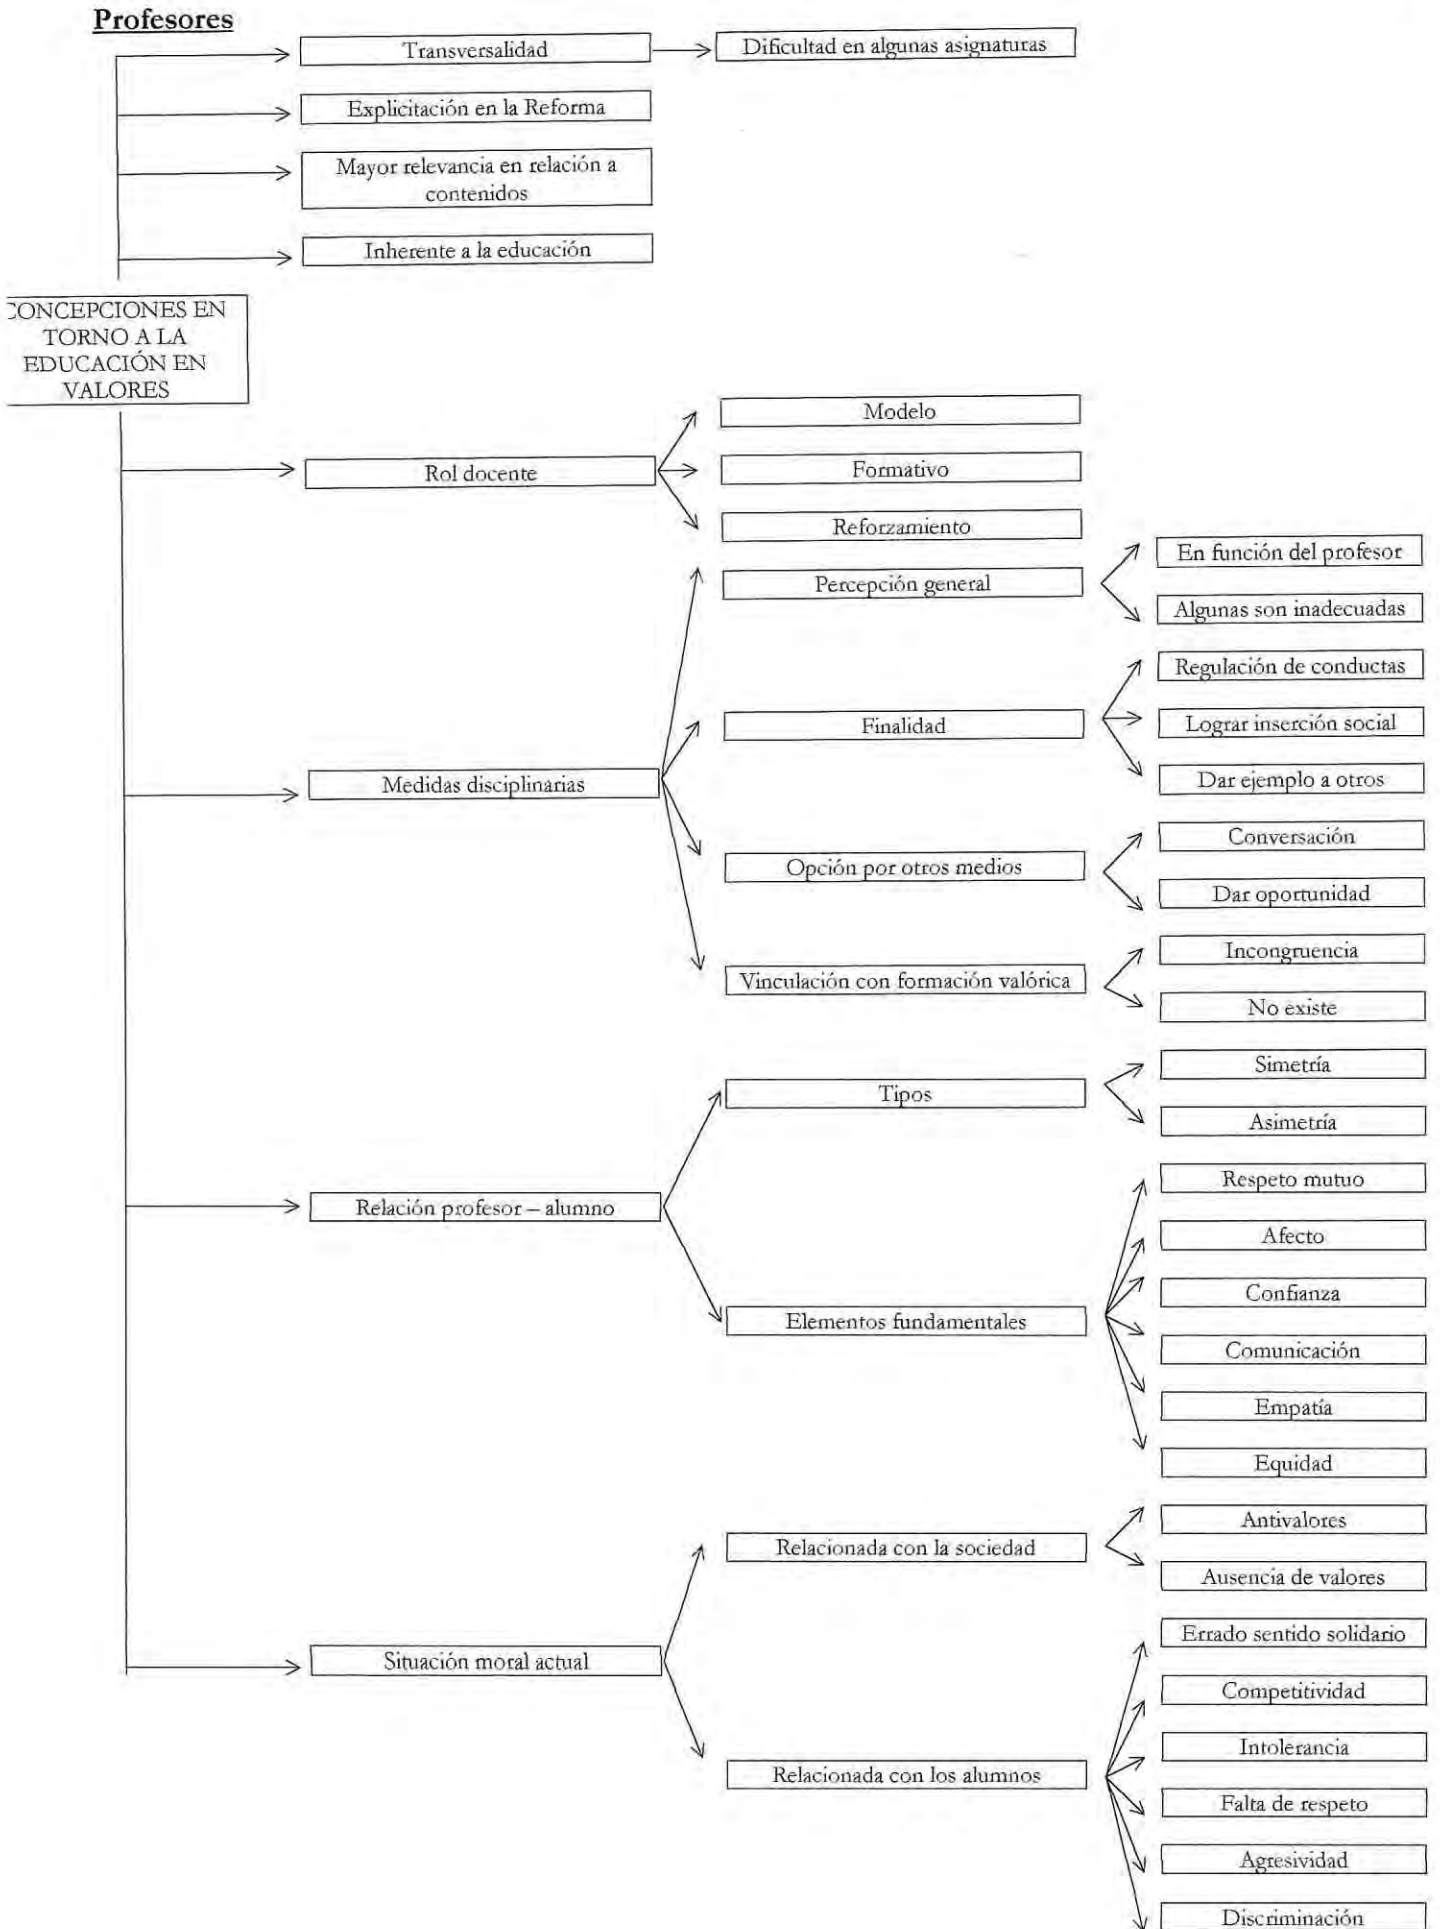 Profesores
Transversalidad
Dificultad en algunas asignaturas
Explicitación en la Reforma
Mayor relevancia en relación a
contenidos
Inherente a la educación
CONCEPCIONES EN
TORNO A LA
EDUCACIÓN EN
VALORES
Rol docente
Modelo
Formativo
Reforzamiento
Medidas disciplinarias
Percepción general
En función del profesor
Algunas son inadecuadas
Finalidad
Regulación de conductas
Lograr inserción social
Dar ejemplo a otros
Opción por otros medios
Conversación
Dar oportunidad
Vinculación con formación valórica
Incongruencia
No existe
Relación profesor – alumno
Tipos
Simetría
Asimetría
Elementos fundamentales
Respeto mutuo
Afecto
Confianza
Comunicación
Empatía
Equidad
Situación moral actual
Relacionada con la sociedad
Antivalores
Ausencia de valores
Relacionada con los alumnos
Errado sentido solidario
Competitividad
Intolerancia
Falta de respeto
Agresividad
Discriminación